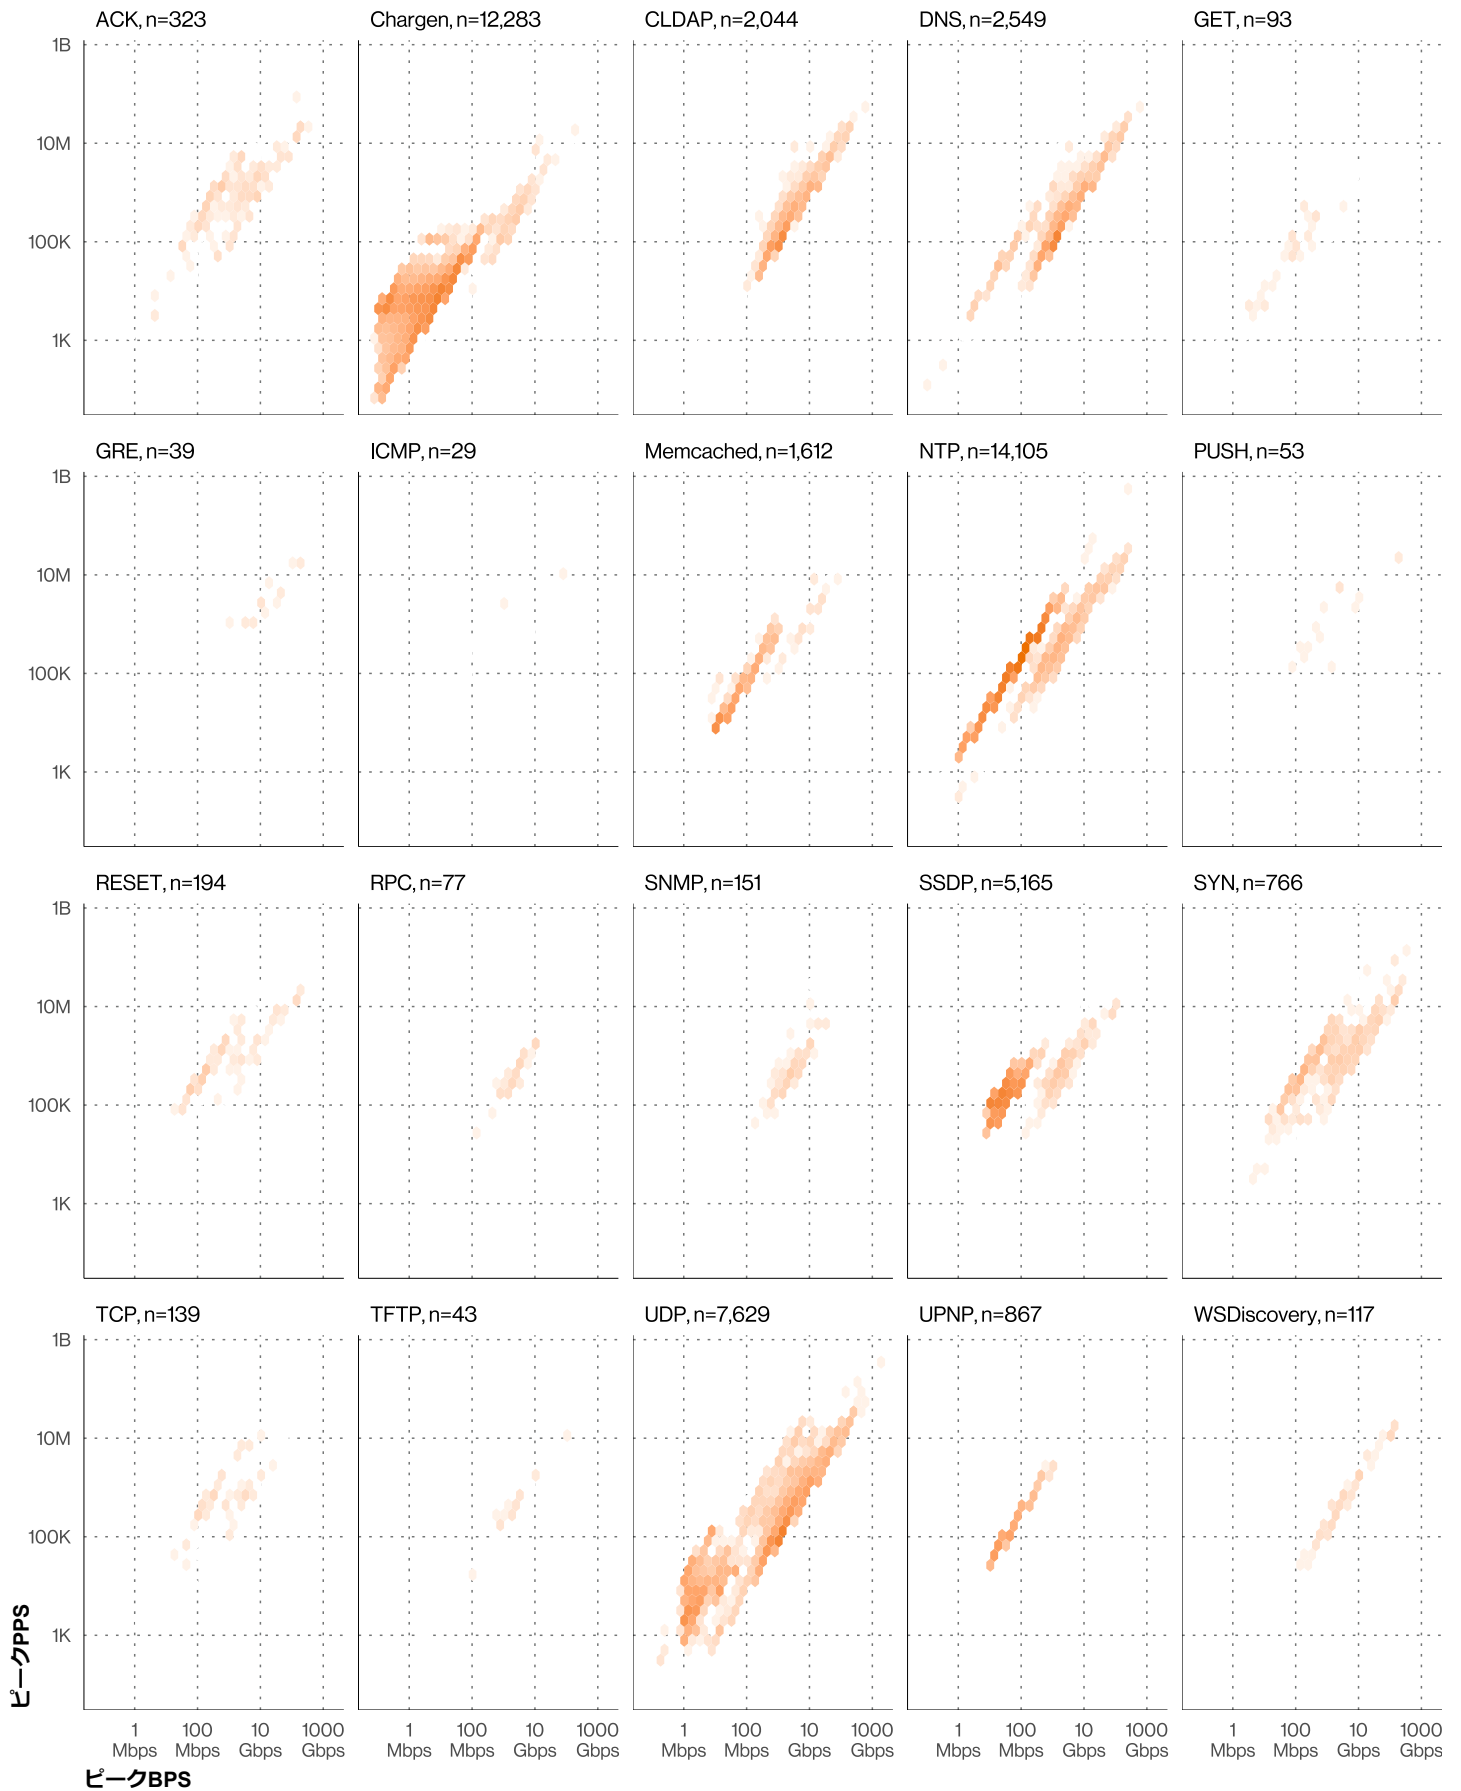 ACK, n=323
Chargen, n=12,283
CLDAP, n=2,044
DNS, n=2,549
GET, n=93
1B
10M
100K
1K
GRE, n=39
ICMP, n=29
Memcached, n=1,612
NTP, n=14,105
PUSH, n=53
1B
10M
100K
1K
RESET, n=194
RPC, n=77
SNMP, n=151
SSDP, n=5,165
SYN, n=766
1B
10M
100K
1K
TCP, n=139
TFTP, n=43
UDP, n=7,629
UPNP, n=867
WSDiscovery, n=117
1B
10M
100K
1K
ピークPPS
1 100 10 1000 1 100 10 1000 1 100 10 1000 1 100 10 1000 1 100 10 1000
Mbps Mbps Gbps Gbps Mbps Mbps Gbps Gbps Mbps Mbps Gbps Gbps Mbps Mbps Gbps Gbps Mbps Mbps Gbps Gbps
ピークBPS